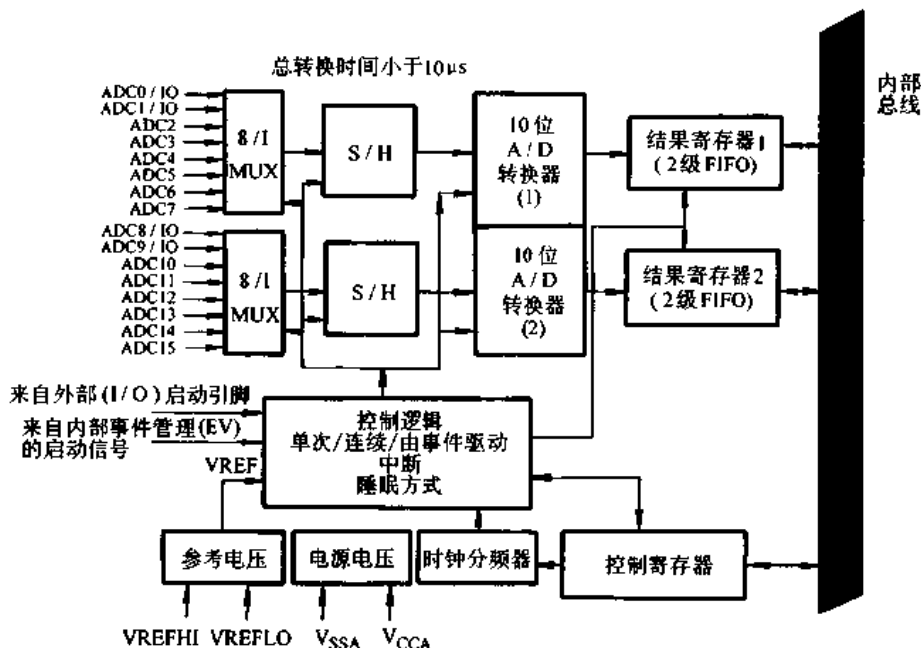 总转换时间小于10μs
内部
总线
ADC0/IO
ADC1/IO
ADC2
ADC3
ADC4
ADC5
ADC6
ADC7
8/I
MUX
S/H
10位
A/D
转换器
(1)
结果寄存器1
(2级FIFO)
ADC8/IO
ADC9/IO
ADC10
ADC11
ADC12
ADC13
ADC14
ADC15
8/I
MUX
S/H
10位
A/D
转换器
(2)
结果寄存器2
(2级FIFO)
来自外部(I/O)启动引脚
来自内部事件管理(EV)
的启动信号
VREF
控制逻辑
单次/连续/由事件驱动
中断
睡眠方式
参考电压
电源电压
时钟分频器
控制寄存器
VREFHI VREFLO VSSA VCCA